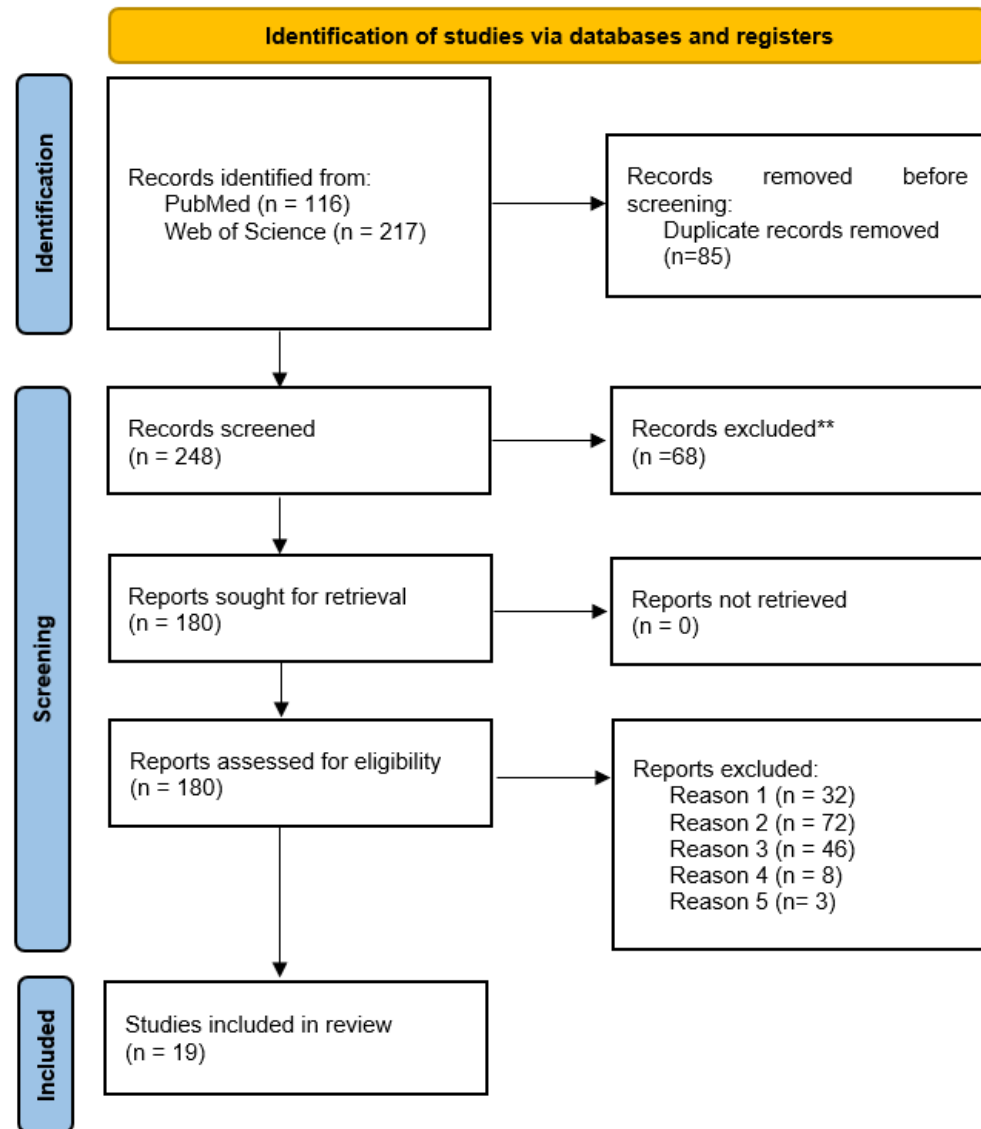 Identification of studies via databases and registers
Identification
Records identified from:
PubMed (n = 116)
Web of Science (n = 217)
Records removed before
screening:
Duplicate records removed
(n=85)
Screening
Records screened
(n = 248)
Records excluded**
(n =68)
Reports sought for retrieval
(n = 180)
Reports not retrieved
(n = 0)
Reports assessed for eligibility
(n = 180)
Reports excluded:
Reason 1 (n = 32)
Reason 2 (n = 72)
Reason 3 (n = 46)
Reason 4 (n = 8)
Reason 5 (n= 3)
Included
Studies included in review
(n = 19)